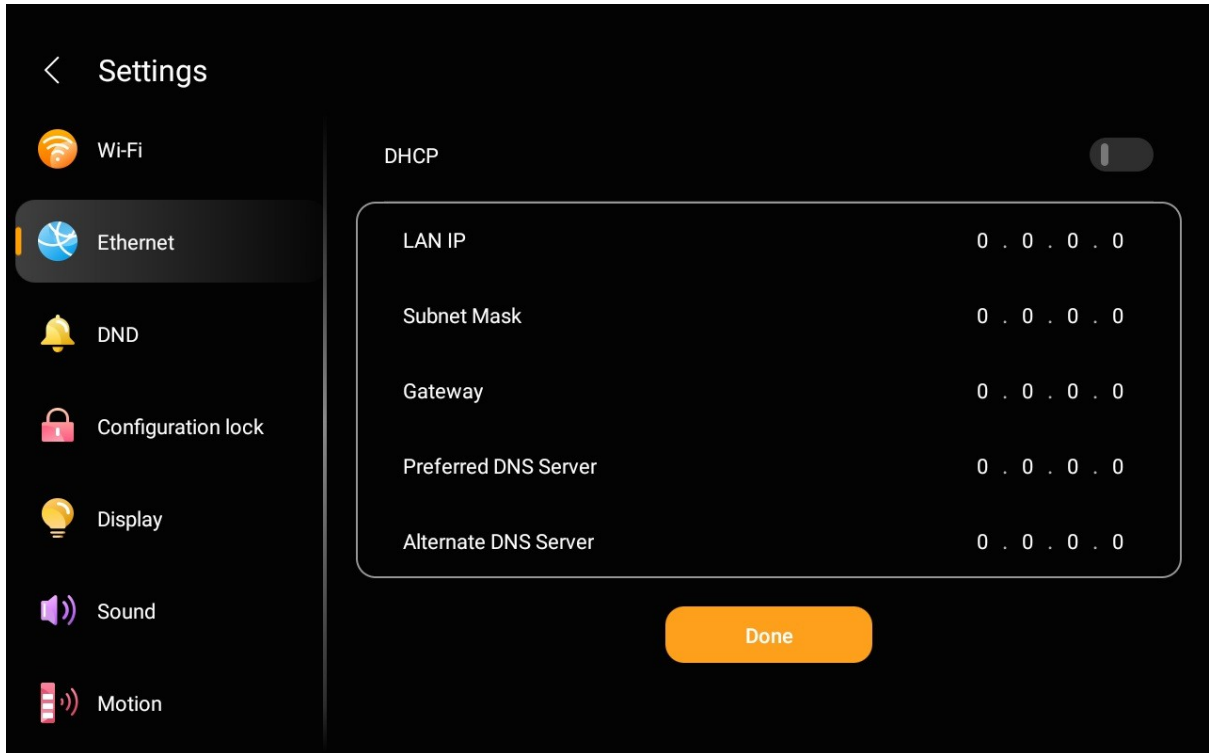 Settings
Wi-Fi
Ethernet
DND
Configuration lock
Display
Sound
Motion
DHCP
LAN IP 0 . 0 . 0 . 0
Subnet Mask 0 . 0 . 0 . 0
Gateway 0 . 0 . 0 . 0
Preferred DNS Server 0 . 0 . 0 . 0
Alternate DNS Server 0 . 0 . 0 . 0
Done